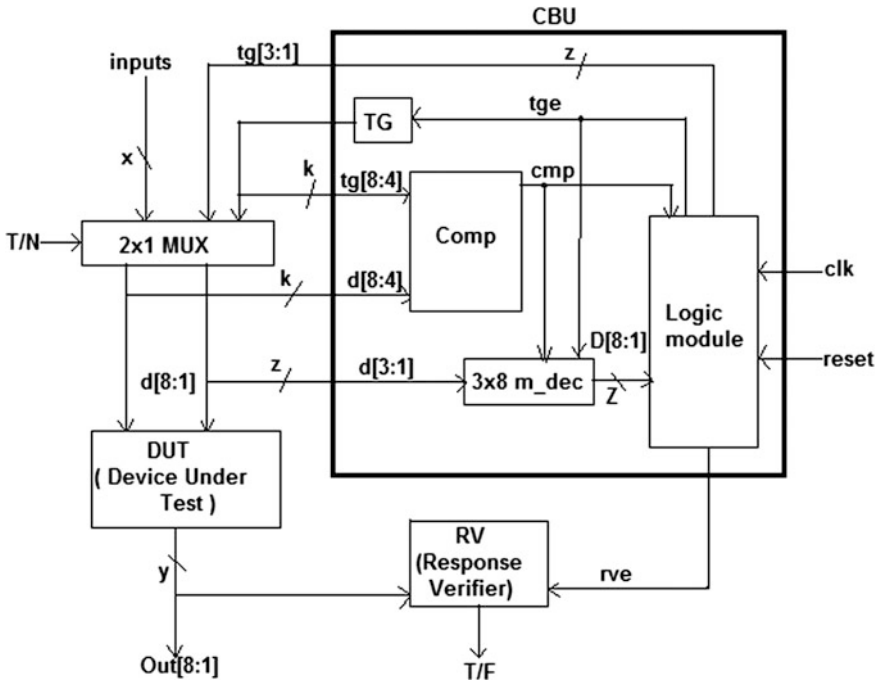 CBU
inputs
tg[3:1]
z
tge
TG
x
k
tg[8:4]
cmp
T/N
2x1 MUX
Comp
k
d[8:4]
clk
Logic
module
D[8:1]
reset
d[8:1]
z
d[3:1]
3x8 m_dec
Z
DUT
( Device Under
Test )
RV
(Response
Verifier)
rve
y
Out[8:1]
T/F